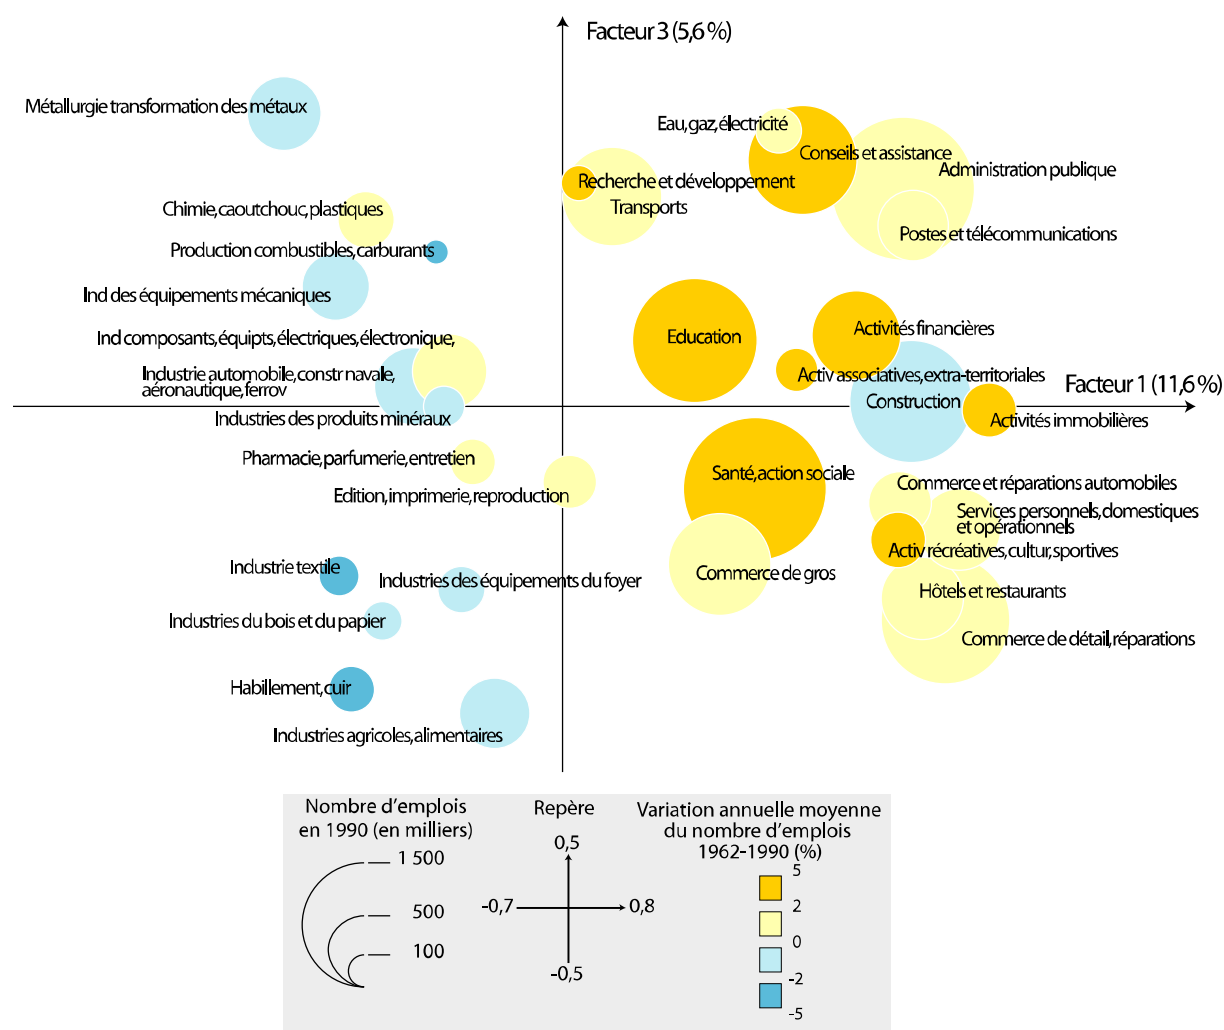 Facteur 3 (5,6 %)
Métallurgie transformation des métaux
Eau, gaz, électricité
Conseils et assistance
Administration publique
Recherche et développement
Transports
Chimie, caoutchouc, plastiques
Postes et télécommunications
Production combustibles, carburants
Ind des équipements mécaniques
Ind composants, équipts, électriques, électronique,
Education
Activités financières
Industrie automobile, constr navale,
aéronautique, ferrov
Activ associatives, extra-territoriales
Facteur 1 (11,6 %)
Construction
Industries des produits minéraux
Activités immobilières
Pharmacie, parfumerie, entretien
Edition, imprimerie, reproduction
Santé, action sociale
Commerce et réparations automobiles
Services personnels, domestiques
et opérationnels
Activ récréatives, cultur, sportives
Industrie textile
Industries des équipements du foyer
Commerce de gros
Hôtels et restaurants
Industries du bois et du papier
Commerce de détail, réparations
Habillement, cuir
Industries agricoles, alimentaires
Nombre d'emplois
en 1990 (en milliers)
1 500
500
100
Repère
0,5
-0,7
0,8
-0,5
Variation annuelle moyenne
du nombre d'emplois
1962-1990 (%)
5
2
0
-2
-5